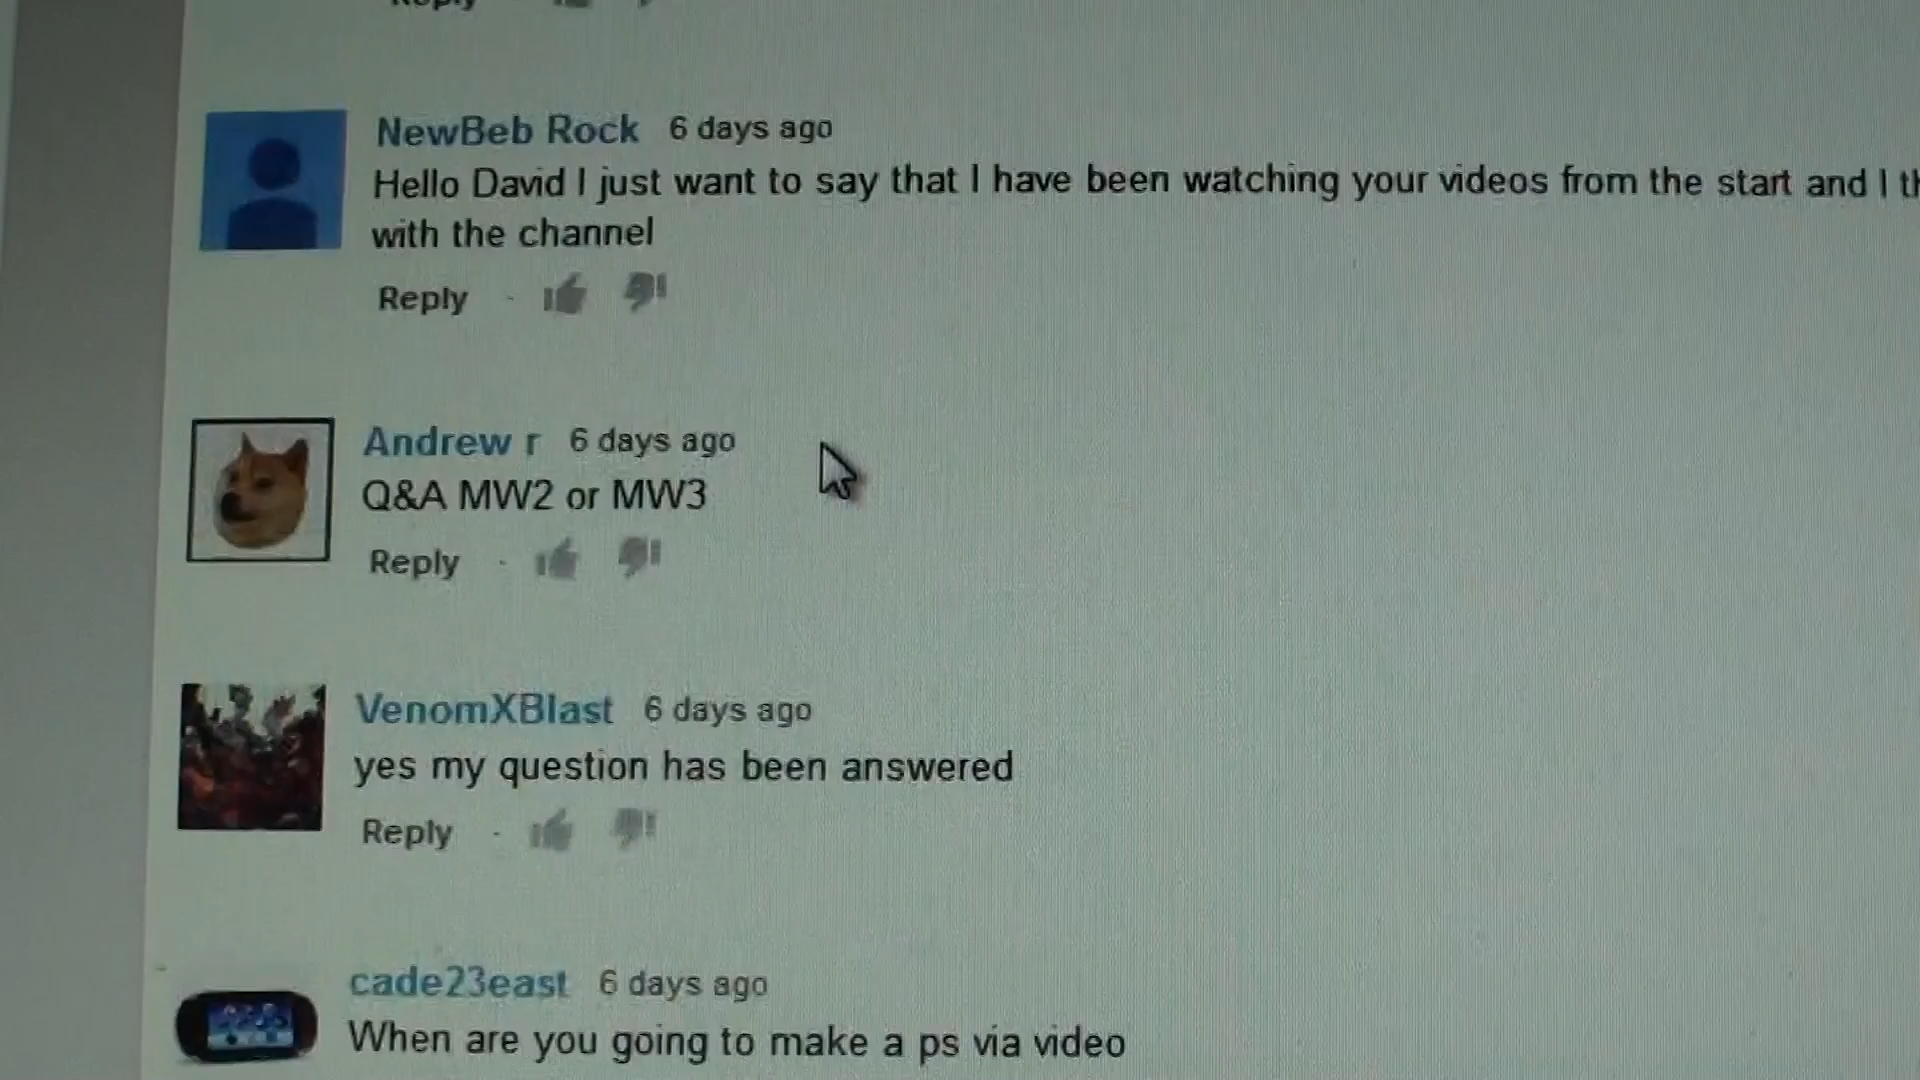 Reply
NewBeb Rock 6 days ago
Hello David I just want to say that I have been watching your videos from the start and I
with the channel
Reply
Andrew r 6 days ago
Q&A MW2 or MW3
Reply
VenomXBlast 6 days ago
yes my question has been answered
Reply
cade23east 6 days ago
When are you going to make a ps via video